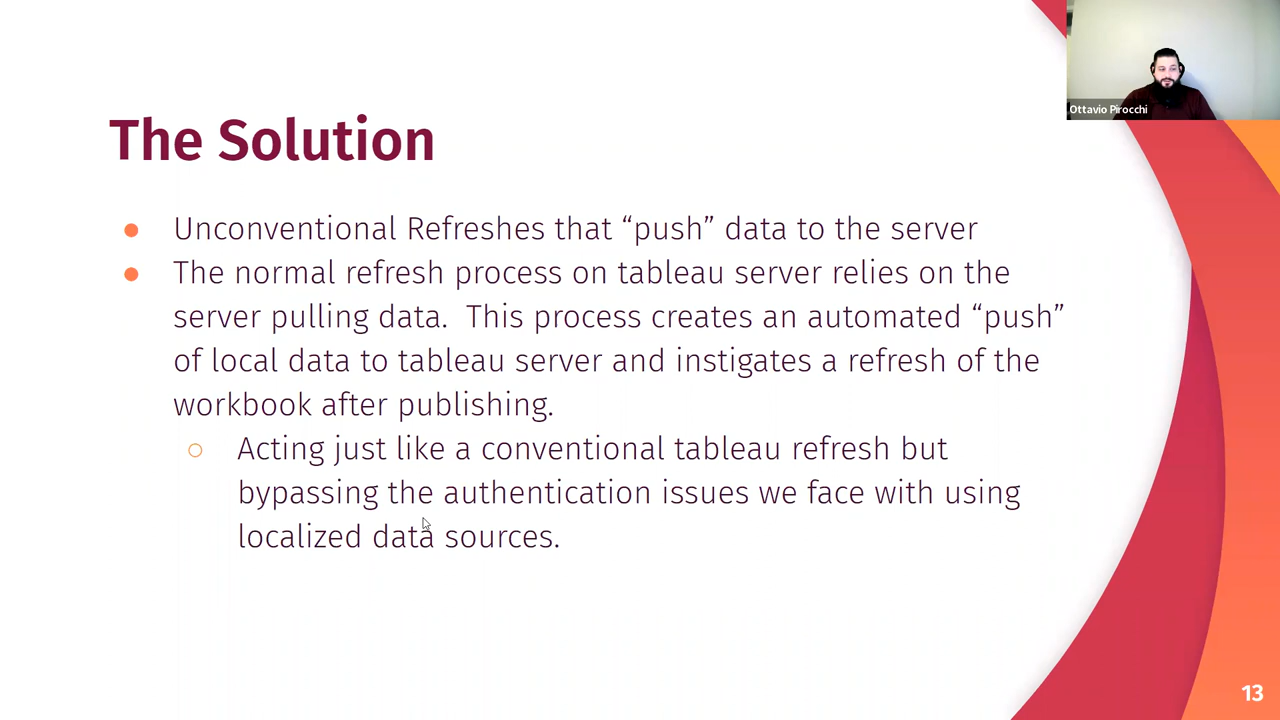 Ottavio Pirocchi
The Solution
● Unconventional Refreshes that “push” data to the server
● The normal refresh process on tableau server relies on the
server pulling data.  This process creates an automated “push”
of local data to tableau server and instigates a refresh of the
workbook after publishing.
○ Acting just like a conventional tableau refresh but
bypassing the authentication issues we face with using
localized data sources.
13